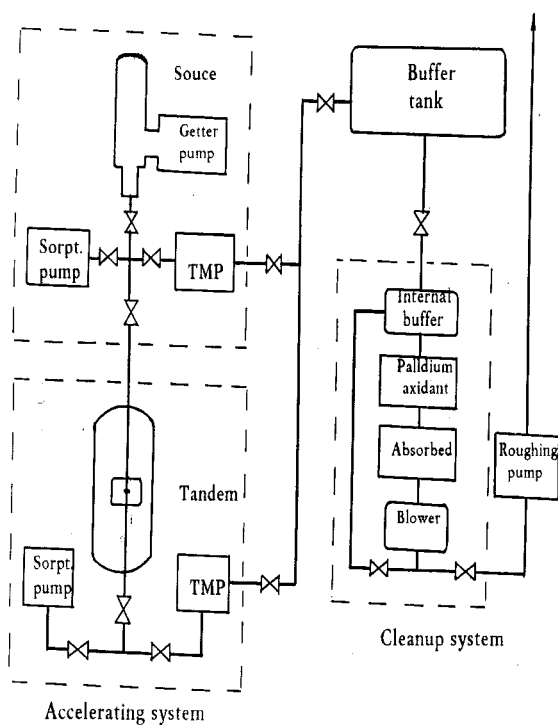 Souce
Getter
pump
Sorpt.
pump
TMP
Buffer
tank
Internal
buffer
Palldium
axidant
Absorbed
Blower
Roughing
pump
Cleanup system
Tandem
Sorpt.
pump
TMP
Accelerating system